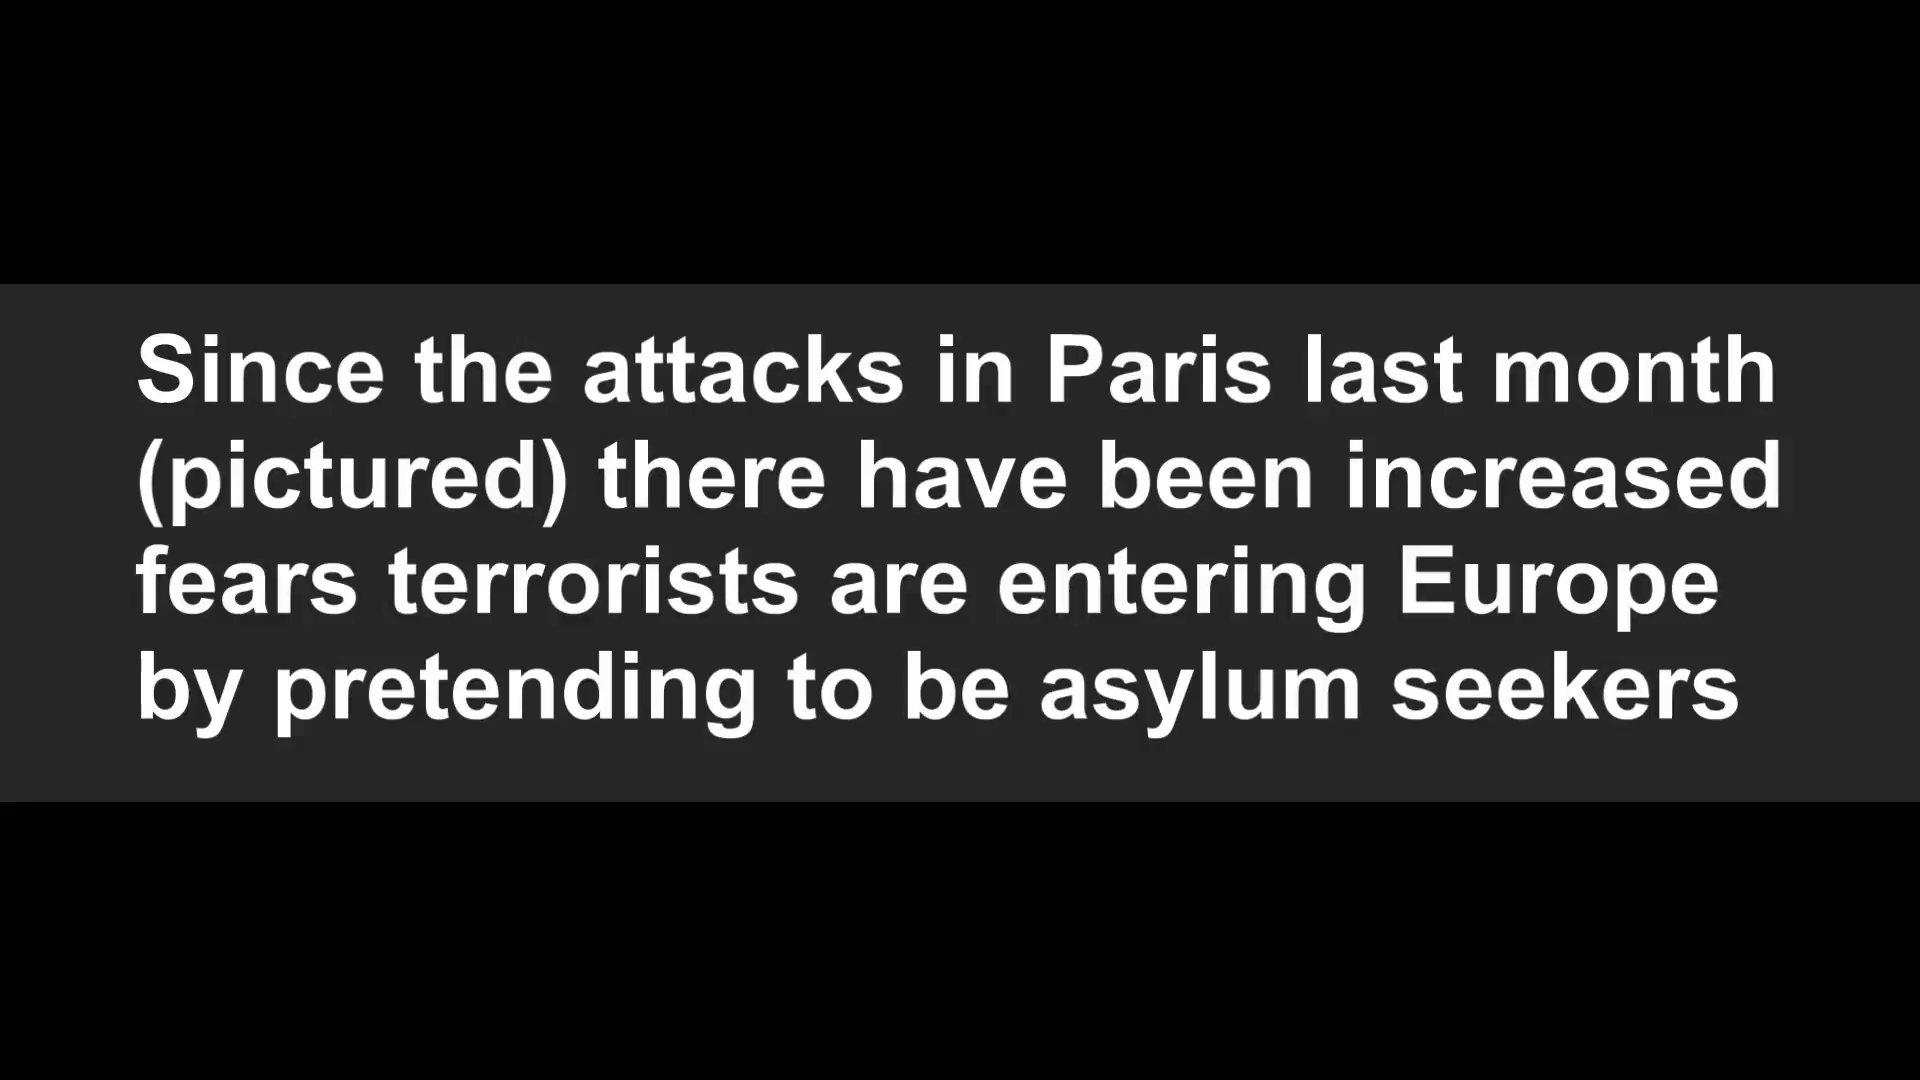 Since the attacks in Paris last month
(pictured) there have been increased
fears terrorists are entering Europe
by pretending to be asylum seekers